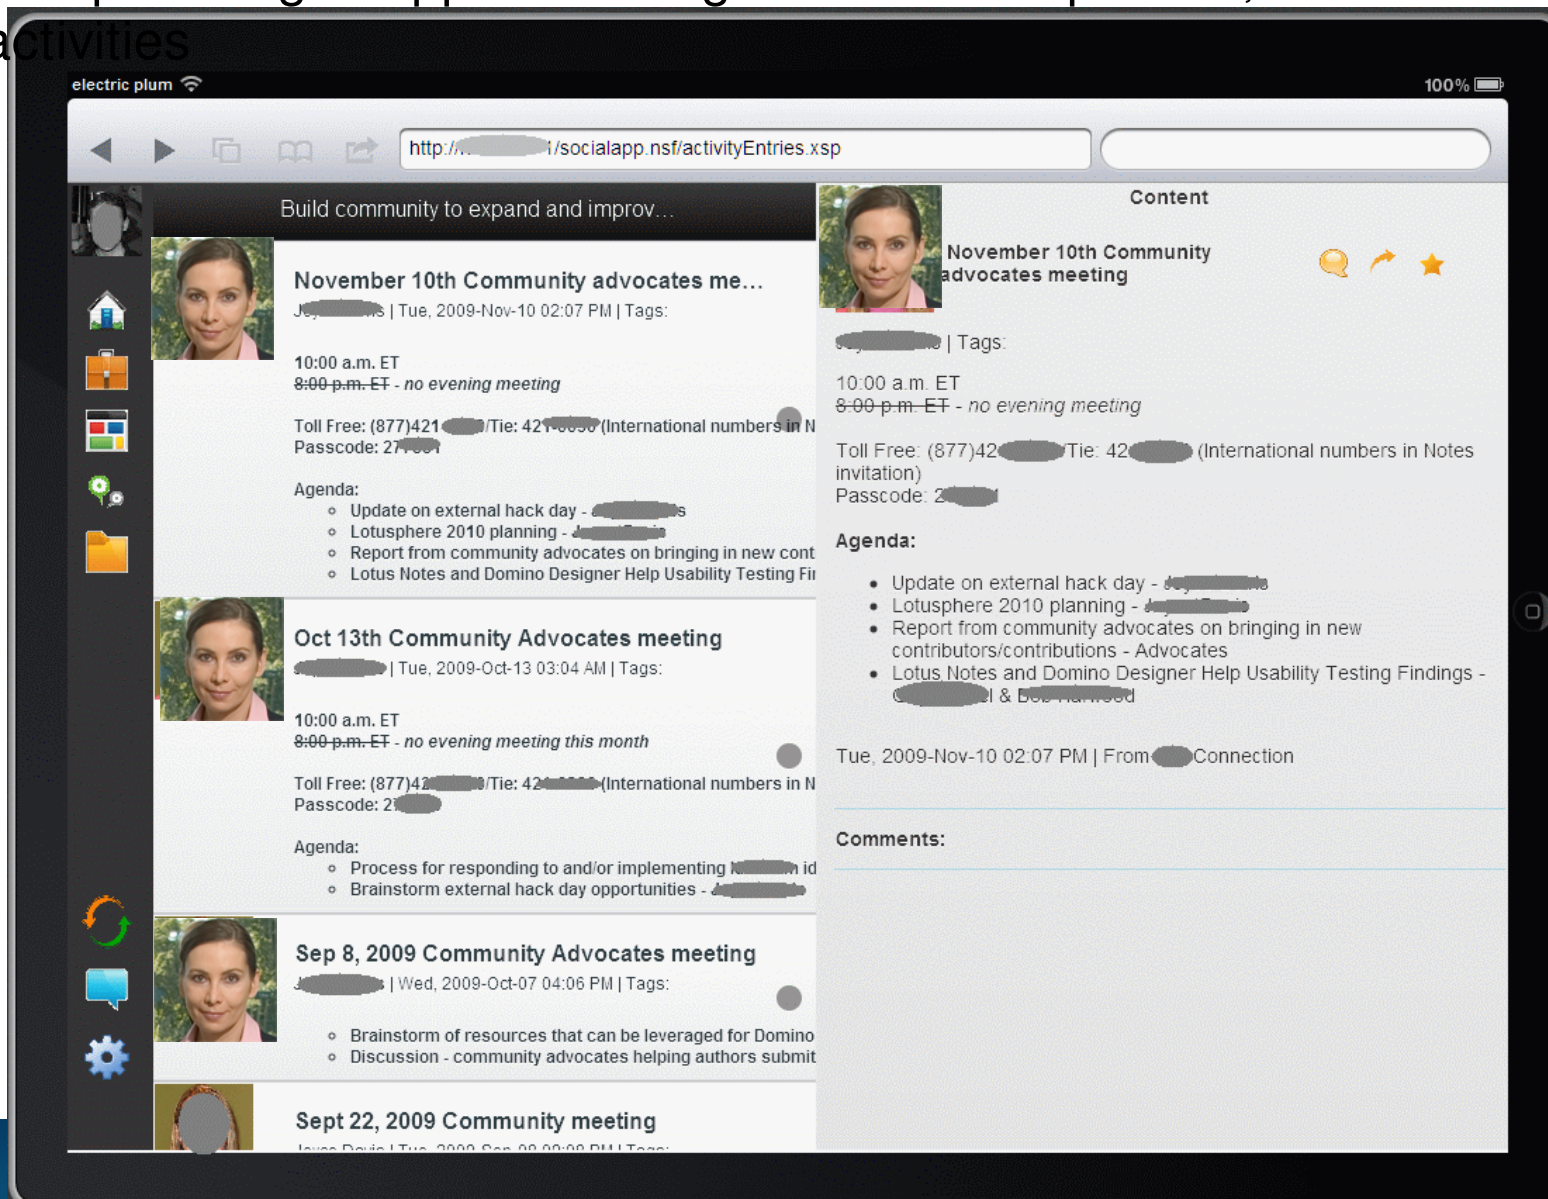 activities
electric plum
100%
http:// 1/socialapp.nsf/activityEntries.xsp
Build community to expand and improv...
November 10th Community advocates me...
| Tue, 2009-Nov-10 02:07 PM | Tags:
10:00 a.m. ET
8:00 p.m. ET - no evening meeting
Toll Free: (877)421 /Tie: 421 (International numbers in N
Passcode: 27
Agenda:
Update on external hack day -
Lotusphere 2010 planning -
Report from community advocates on bringing in new cont
Lotus Notes and Domino Designer Help Usability Testing Fin
Oct 13th Community Advocates meeting
| Tue, 2009-Oct-13 03:04 AM | Tags:
10:00 a.m. ET
8:00 p.m. ET - no evening meeting this month
Toll Free: (877)42 /Tie: 42 (International numbers in N
Passcode: 2
Agenda:
Process for responding to and/or implementing id
Brainstorm external hack day opportunities -
Sep 8, 2009 Community Advocates meeting
| Wed, 2009-Oct-07 04:06 PM | Tags:
Brainstorm of resources that can be leveraged for Domino
Discussion - community advocates helping authors submit
Sept 22, 2009 Community meeting
Content
November 10th Community
advocates meeting
| Tags:
10:00 a.m. ET
8:00 p.m. ET - no evening meeting
Toll Free: (877)42 /Tie: 42 (International numbers in Notes
invitation)
Passcode: 2
Agenda:
Update on external hack day -
Lotusphere 2010 planning -
Report from community advocates on bringing in new
contributors/contributions - Advocates
Lotus Notes and Domino Designer Help Usability Testing Findings -
&
Tue, 2009-Nov-10 02:07 PM | From Connection
Comments: